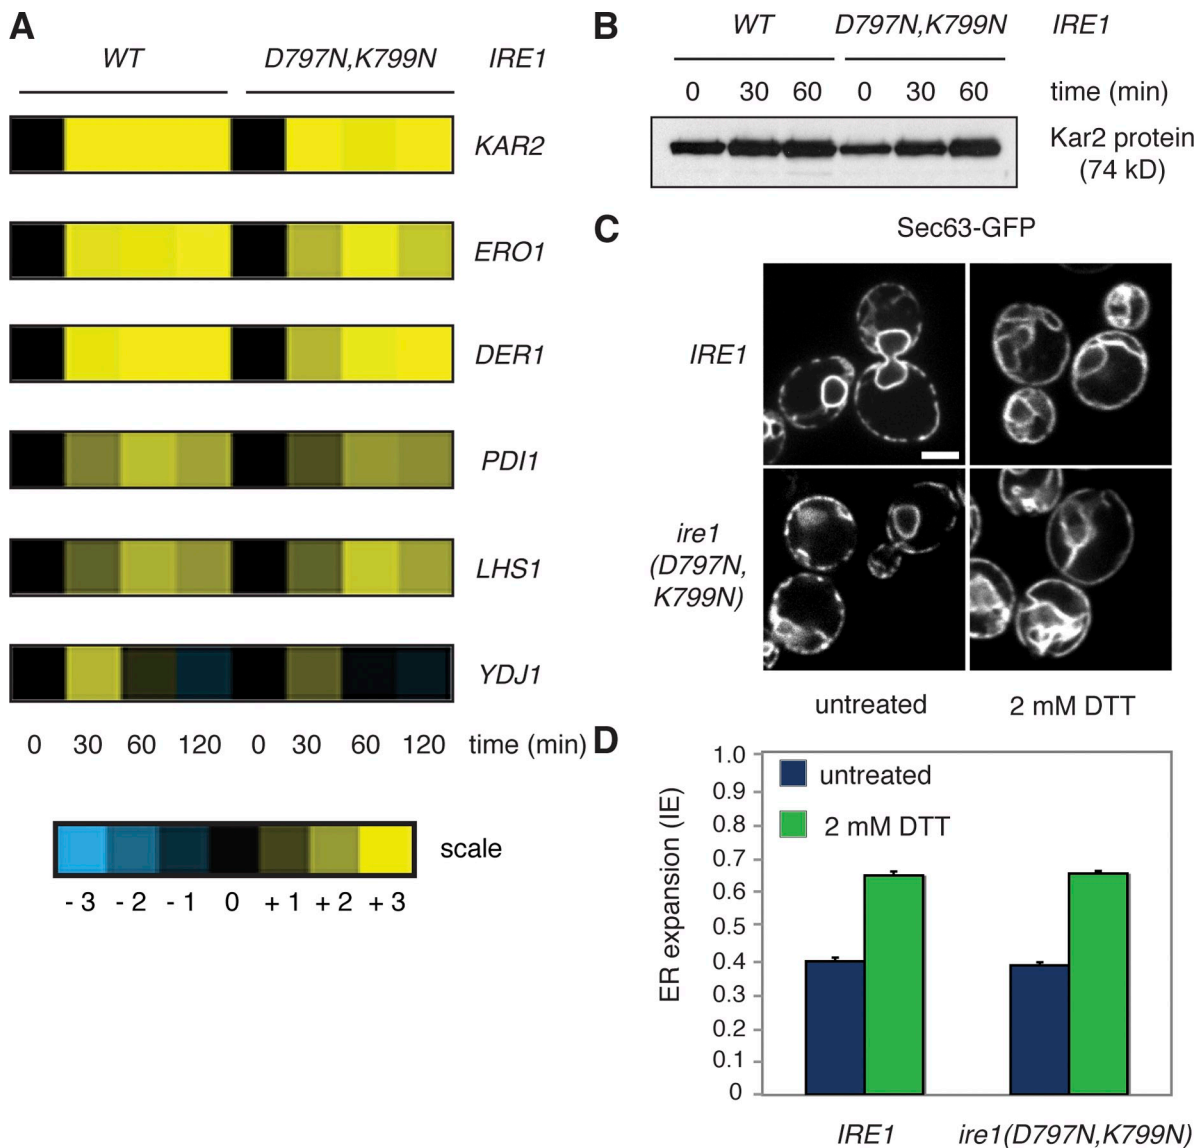 A
WT D797N,K799N IRE1
KAR2
ERO1
DER1
PDI1
LHS1
YDJ1
0 30 60 120 0 30 60 120 time (min)
scale
- 3 - 2 - 1 0 + 1 + 2 + 3
B
WT D797N,K799N IRE1
0 30 60 0 30 60 time (min)
Kar2 protein
(74 kD)
C
Sec63-GFP
IRE1
ire1
(D797N,
K799N)
untreated 2 mM DTT
D
ER expansion (IE)
1.0
0.9
0.8
0.7
0.6
0.5
0.4
0.3
0.2
0.1
0
untreated
2 mM DTT
IRE1 ire1(D797N,K799N)